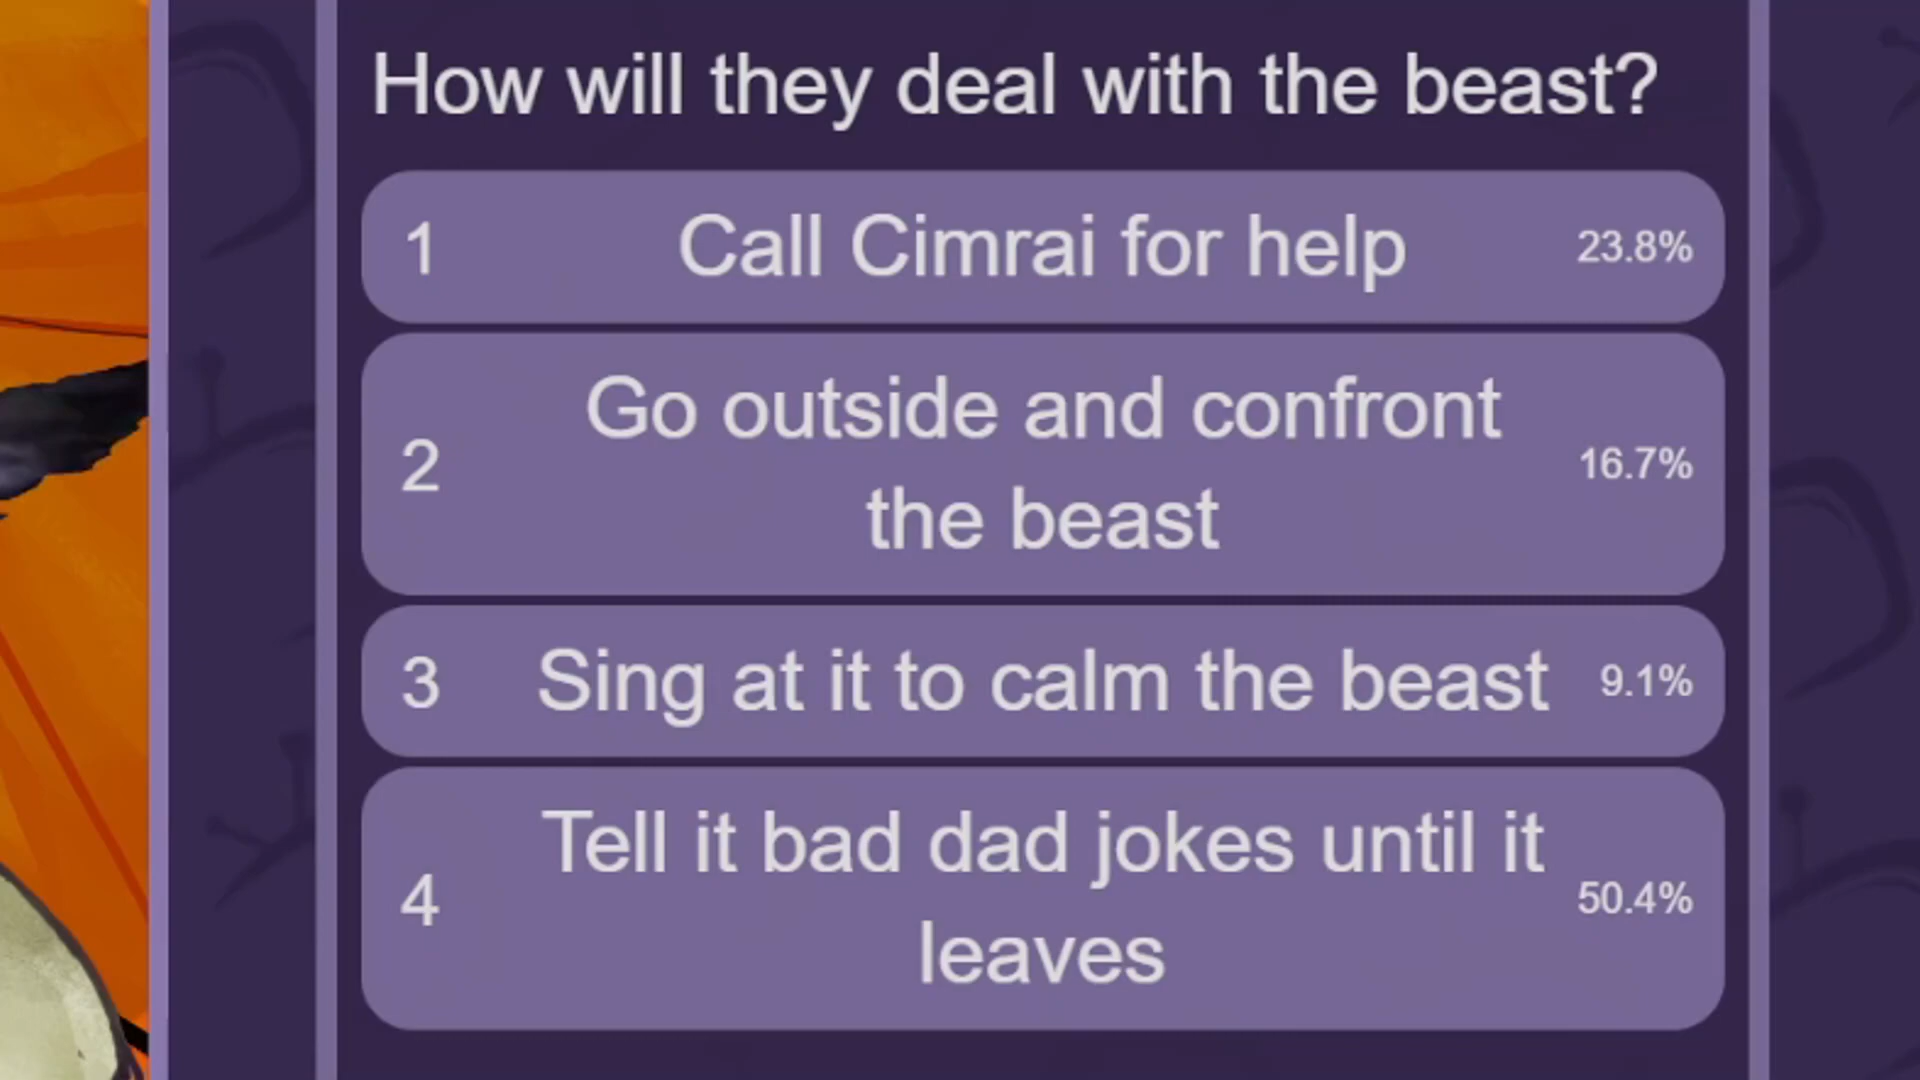 How will they deal with the beast?
1 Call Cimrai for help 23.8%
2 Go outside and confront
the beast 16.7%
3 Sing at it to calm the beast 9.1%
4 Tell it bad dad jokes until it
leaves 50.4%